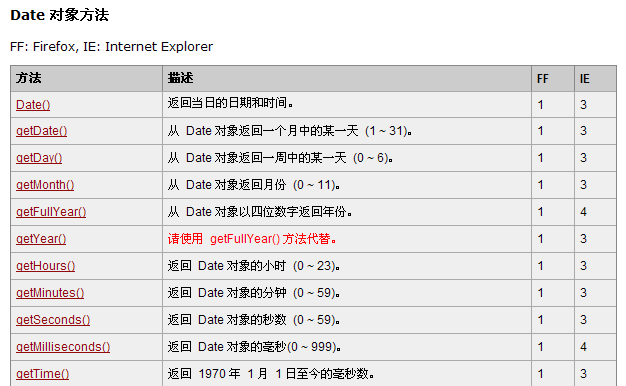 Date 对象方法
FF: Firefox, IE: Internet Explorer
方法 描述 FF IE
Date() 返回当日的日期和时间。 1 3
getDate() 从 Date 对象返回一个月中的某一天 (1 ~ 31)。 1 3
getDay() 从 Date 对象返回一周中的某一天 (0 ~ 6)。 1 3
getMonth() 从 Date 对象返回月份 (0 ~ 11)。 1 3
getFullYear() 从 Date 对象以四位数字返回年份。 1 4
getYear() 请使用 getFullYear() 方法代替。 1 3
getHours() 返回 Date 对象的小时 (0 ~ 23)。 1 3
getMinutes() 返回 Date 对象的分钟 (0 ~ 59)。 1 3
getSeconds() 返回 Date 对象的秒数 (0 ~ 59)。 1 3
getMilliseconds() 返回 Date 对象的毫秒(0 ~ 999)。 1 4
getTime() 返回 1970 年 1 月 1 日至今的毫秒数。 1 3